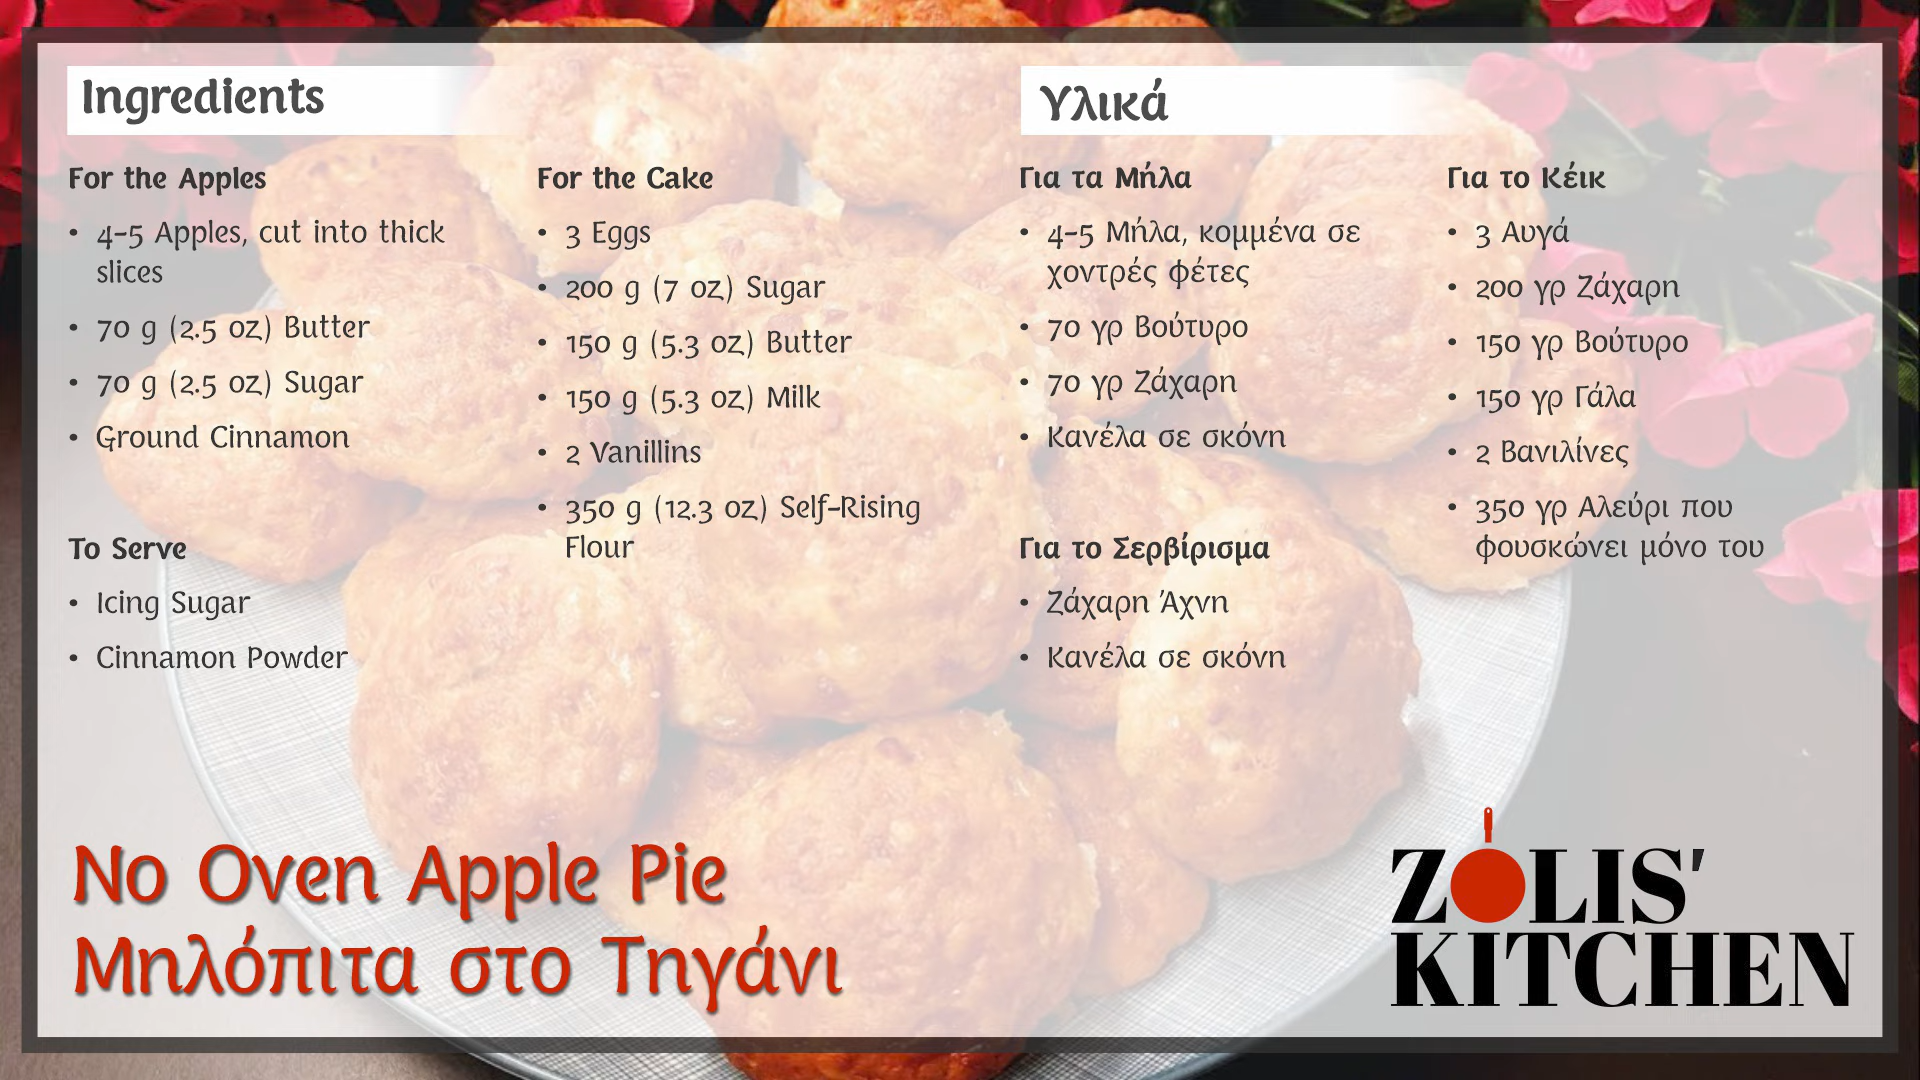 Ingredients
For the Apples
• 4-5 Apples, cut into thick
slices
• 70 g (2.5 oz) Butter
• 70 g (2.5 oz) Sugar
• Ground Cinnamon
To Serve
• Icing Sugar
• Cinnamon Powder
For the Cake
• 3 Eggs
• 200 g (7 oz) Sugar
• 150 g (5.3 oz) Butter
• 150 g (5.3 oz) Milk
• 2 Vanillins
• 350 g (12.3 oz) Self-Rising
Flour
Υλικά
Για τα Μήλα
• 4-5 Μήλα, κομμένα σε
χοντρές φέτες
• 70 γρ Βούτυρο
• 70 γρ Ζάχαρη
• Κανέλα σε σκόνη
Για το Σερβίρισμα
• Ζάχαρη Άχνη
• Κανέλα σε σκόνη
Για το Κέικ
• 3 Αυγά
• 200 γρ Ζάχαρη
• 150 γρ Βούτυρο
• 150 γρ Γάλα
• 2 Βανιλίνες
• 350 γρ Αλεύρι που
φουσκώνει μόνο του
No Oven Apple Pie
Μηλόπιτα στο Τηγάνι
ZOLIS'
KITCHEN